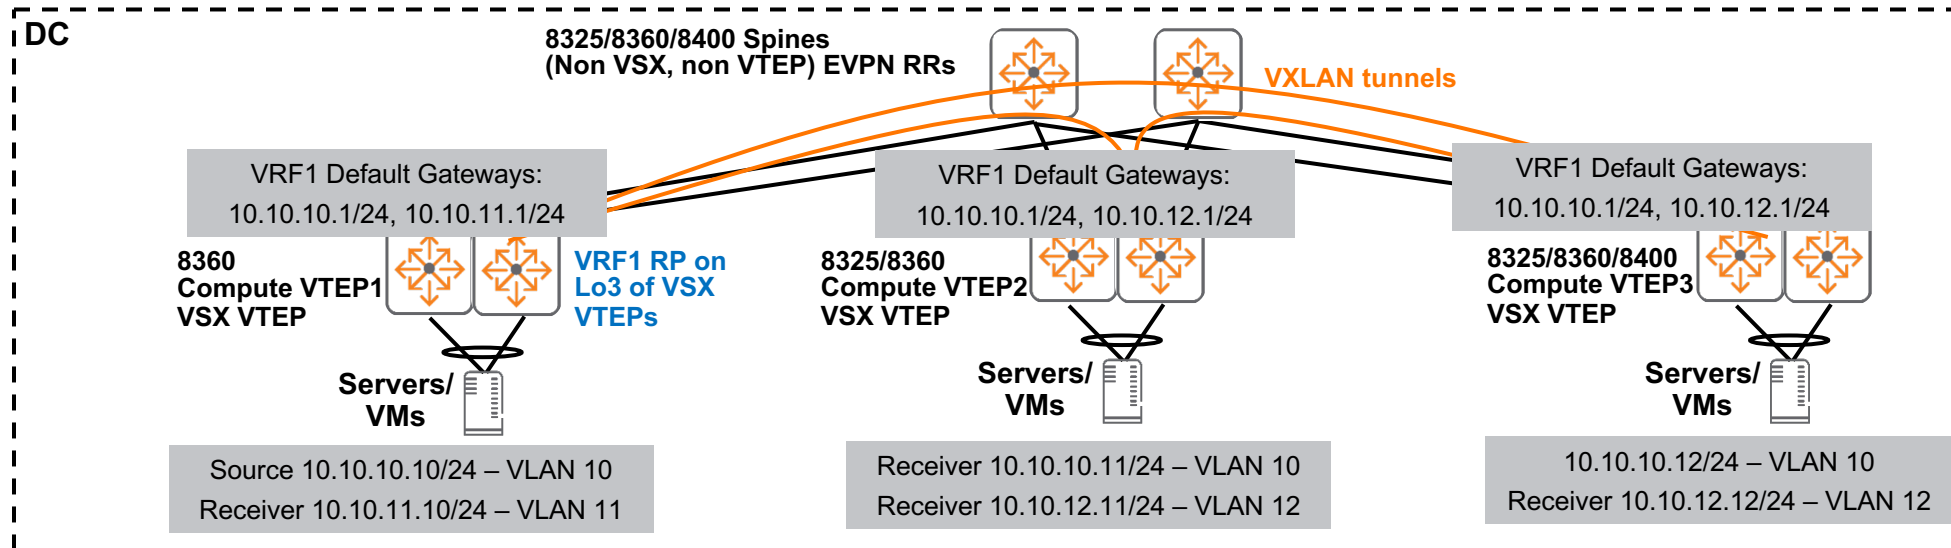 DC
8325/8360/8400 Spines
(Non VSX, non VTEP) EVPN RRs
VXLAN tunnels
VRF1 Default Gateways:
10.10.10.1/24, 10.10.11.1/24
VRF1 Default Gateways:
10.10.10.1/24, 10.10.12.1/24
VRF1 Default Gateways:
10.10.10.1/24, 10.10.12.1/24
8360
Compute VTEP1
VSX VTEP
VRF1 RP on
Lo3 of VSX
VTEPs
8325/8360
Compute VTEP2
VSX VTEP
8325/8360/8400
Compute VTEP3
VSX VTEP
Servers/
VMs
Servers/
VMs
Servers/
VMs
Source 10.10.10.10/24 – VLAN 10
Receiver 10.10.11.10/24 – VLAN 11
Receiver 10.10.10.11/24 – VLAN 10
Receiver 10.10.12.11/24 – VLAN 12
10.10.10.12/24 – VLAN 10
Receiver 10.10.12.12/24 – VLAN 12